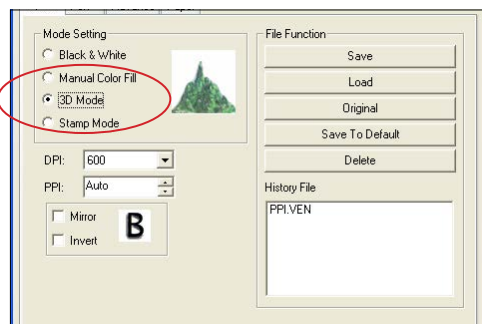 Mode Setting
Black & White
Manual Color Fill
3D Mode
Stamp Mode
DPI: 600
PPI: Auto
Mirror
Invert
B
File Function
Save
Load
Original
Save To Default
Delete
History File
PPI.VEN